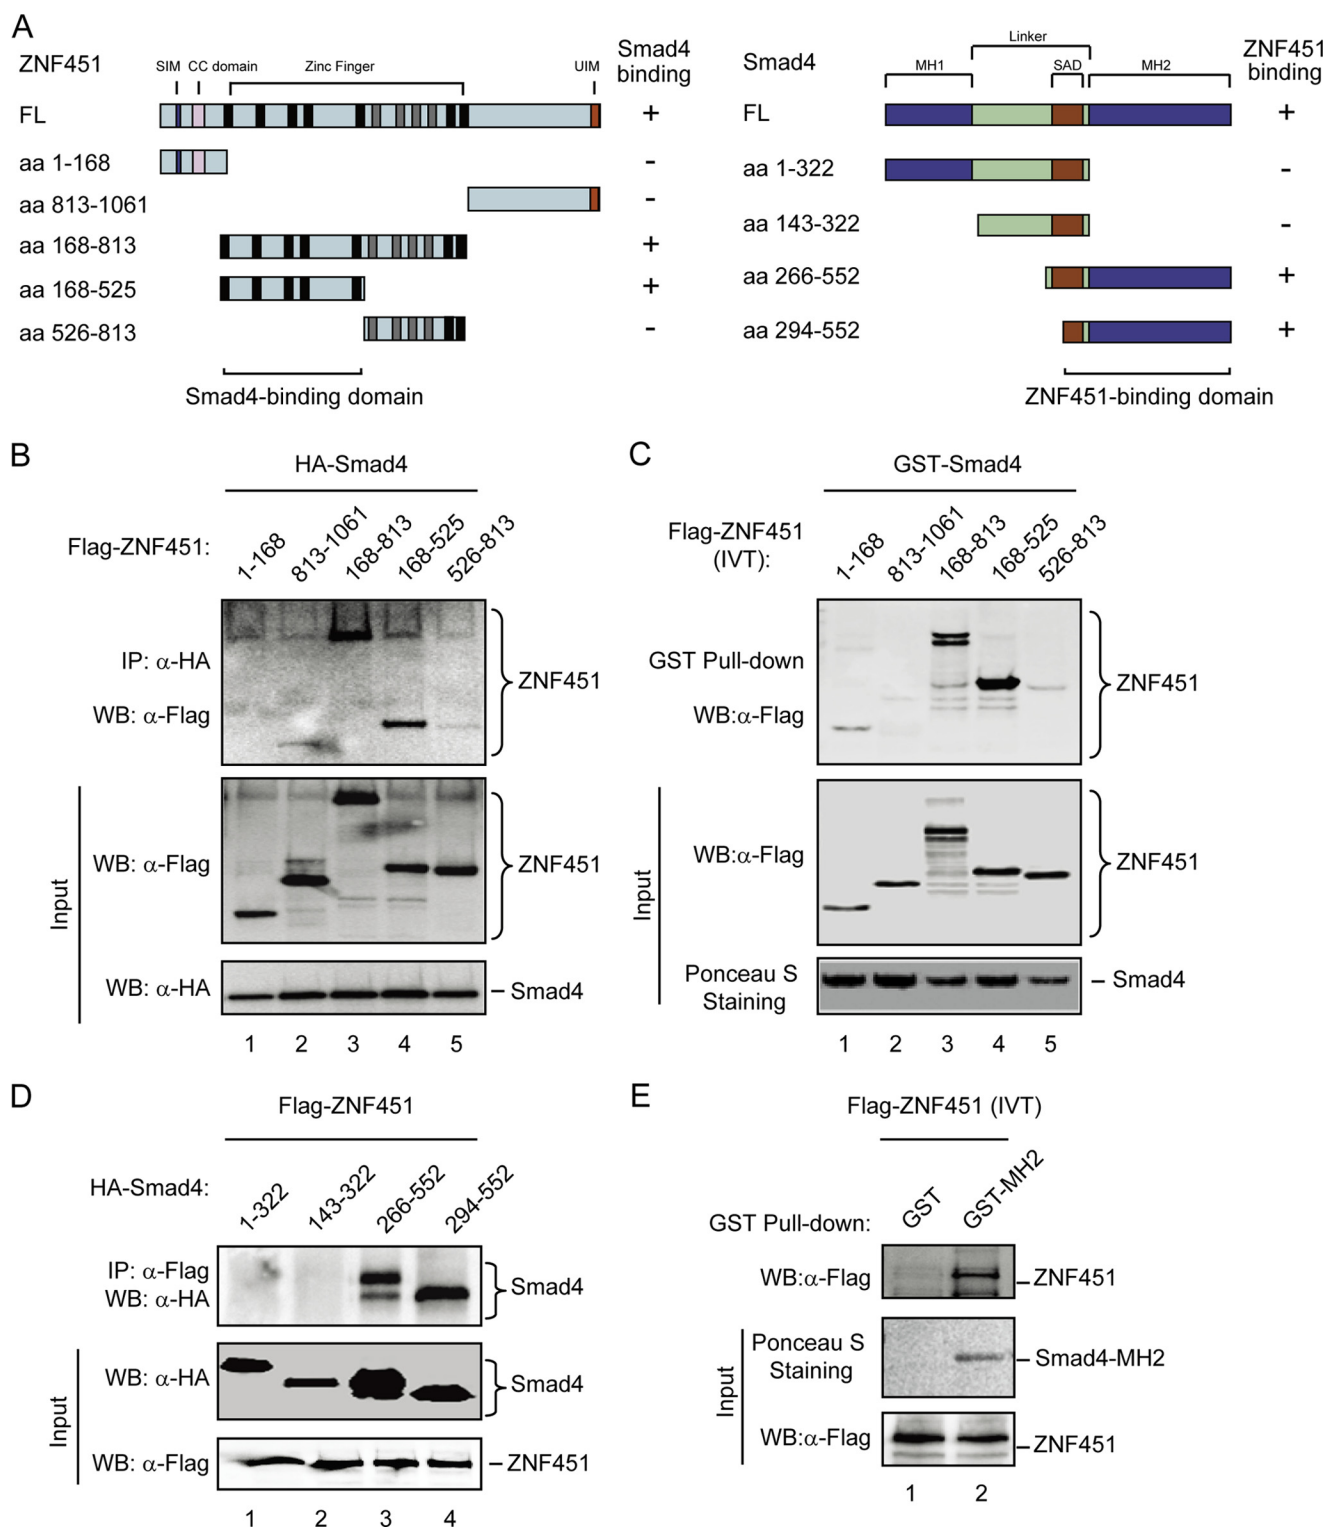 A
ZNF451
SIM
CC domain
Zinc Finger
UIM
Smad4
binding
FL
+
aa 1-168
-
aa 813-1061
-
aa 168-813
+
aa 168-525
+
aa 526-813
-
Smad4-binding domain
Smad4
MH1
Linker
SAD
MH2
ZNF451
binding
FL
+
aa 1-322
-
aa 143-322
-
aa 266-552
+
aa 294-552
+
ZNF451-binding domain
B
HA-Smad4
Flag-ZNF451:
1-168
813-1061
168-813
168-525
526-813
IP: α-HA
WB: α-Flag
ZNF451
Input
WB: α-Flag
ZNF451
WB: α-HA
Smad4
1 2 3 4 5
C
GST-Smad4
Flag-ZNF451
(IVT):
1-168
813-1061
168-813
168-525
526-813
GST Pull-down
WB:α-Flag
ZNF451
Input
WB:α-Flag
ZNF451
Ponceau S
Staining
Smad4
1 2 3 4 5
D
Flag-ZNF451
HA-Smad4:
1-322
143-322
266-552
294-552
IP: α-Flag
WB: α-HA
Smad4
Input
WB: α-HA
Smad4
WB: α-Flag
ZNF451
1 2 3 4
E
Flag-ZNF451 (IVT)
GST Pull-down:
GST
GST-MH2
WB:α-Flag
ZNF451
Input
Ponceau S
Staining
Smad4-MH2
WB:α-Flag
ZNF451
1 2